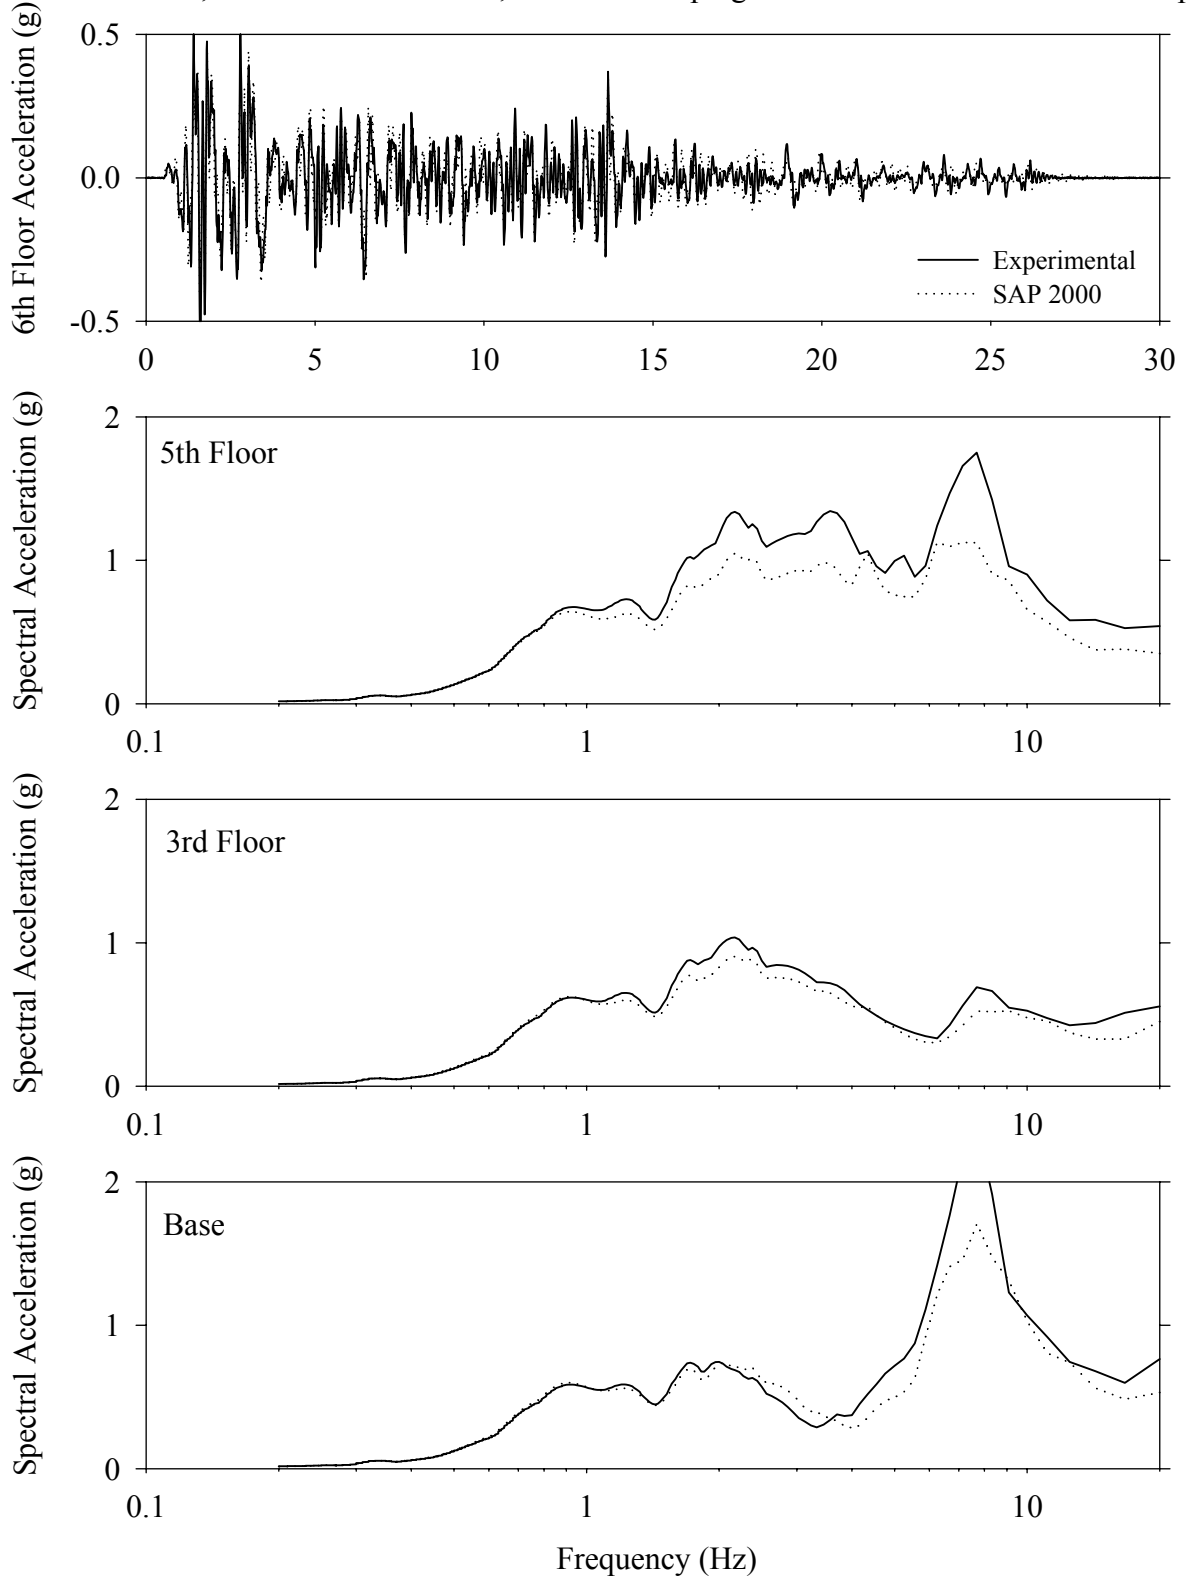 6th Floor Acceleration (g)
0.5
0.0
-0.5
Experimental
SAP 2000
0 5 10 15 20 25 30
Spectral Acceleration (g)
2
5th Floor
1
0
0.1 1 10
Spectral Acceleration (g)
2
3rd Floor
1
0
0.1 1 10
Spectral Acceleration (g)
2
Base
1
0
0.1 1 10
Frequency (Hz)